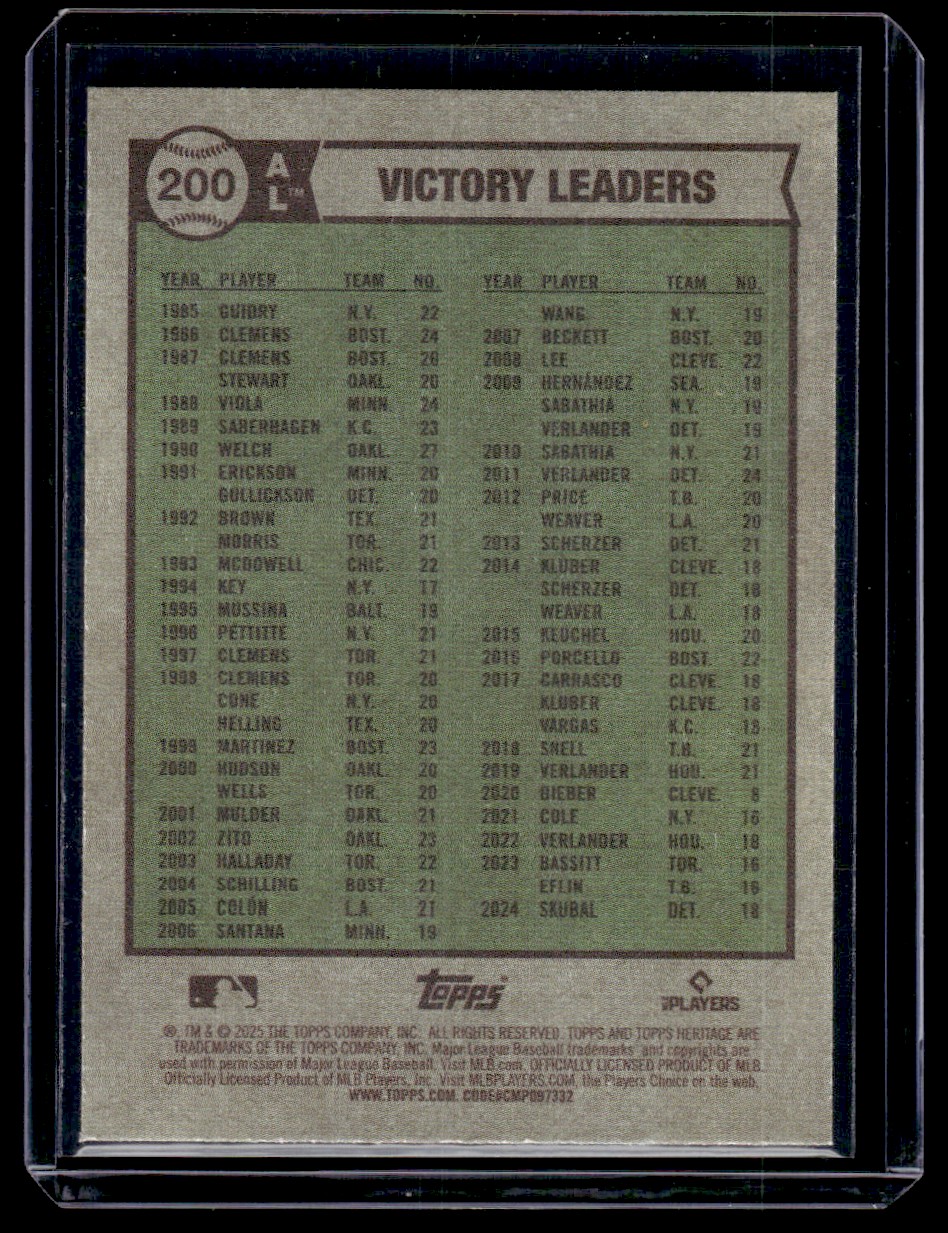 200
AL™
VICTORY LEADERS
YEAR PLAYER TEAM NO.
1985 GUIDRY N.Y. 22
1986 CLEMENS BOST. 24
1987 CLEMENS BOST. 20
STEWART OAKL. 20
1988 VIOLA MINN. 24
1989 SABERHAGEN K.C. 23
1990 WELCH OAKL. 27
1991 ERICKSON MINN. 20
GULLICKSON DET. 20
1992 BROWN TEX. 21
MORRIS TOR. 21
1993 MCDOWELL CHIC. 22
1994 KEY N.Y. 17
1995 MUSSINA BALT. 19
1996 PETTITTE N.Y. 21
1997 CLEMENS TOR. 21
1998 CLEMENS TOR. 20
CONE N.Y. 20
HELLING TEX. 20
1999 MARTINEZ BOST. 23
2000 HUDSON OAKL. 20
WELLS TOR. 20
2001 MULDER OAKL. 21
2002 ZITO OAKL. 23
2003 HALLADAY TOR. 22
2004 SCHILLING BOST. 21
2005 COLÓN L.A. 21
2006 SANTANA MINN. 19
YEAR PLAYER TEAM NO.
WANG N.Y. 19
2007 BECKETT BOST. 20
2008 LEE CLEVE. 22
2009 HERNÁNDEZ SEA. 19
SABATHIA N.Y. 19
VERLANDER DET. 19
2010 SABATHIA N.Y. 21
2011 VERLANDER DET. 24
2012 PRICE T.B. 20
WEAVER L.A. 20
2013 SCHERZER DET. 21
2014 KLUBER CLEVE. 18
SCHERZER DET. 18
WEAVER L.A. 18
2015 KEUCHEL HOU. 20
2016 PORCELLO BOST. 22
2017 CARRASCO CLEVE. 18
KLUBER CLEVE. 18
VARGAS K.C. 18
2018 SNELL T.B. 21
2019 VERLANDER HOU. 21
2020 BIEBER CLEVE. 8
2021 COLE N.Y. 16
2022 VERLANDER HOU. 18
2023 BASSITT TOR. 16
EFLIN T.B. 16
2024 SKUBAL DET. 18
topps
PLAYERS
®, TM & © 2025 THE TOPPS COMPANY, INC. ALL RIGHTS RESERVED. TOPPS AND TOPPS HERITAGE ARE
TRADEMARKS OF THE TOPPS COMPANY, INC. Major League Baseball trademarks and copyrights are
used with permission of Major League Baseball. Visit MLB.com. OFFICIALLY LICENSED PRODUCT OF MLB
Officially Licensed Product of MLB Players, Inc. Visit MLBPLAYERS.COM, the Players Choice on the web.
WWW.TOPPS.COM. CODE#CMP097332